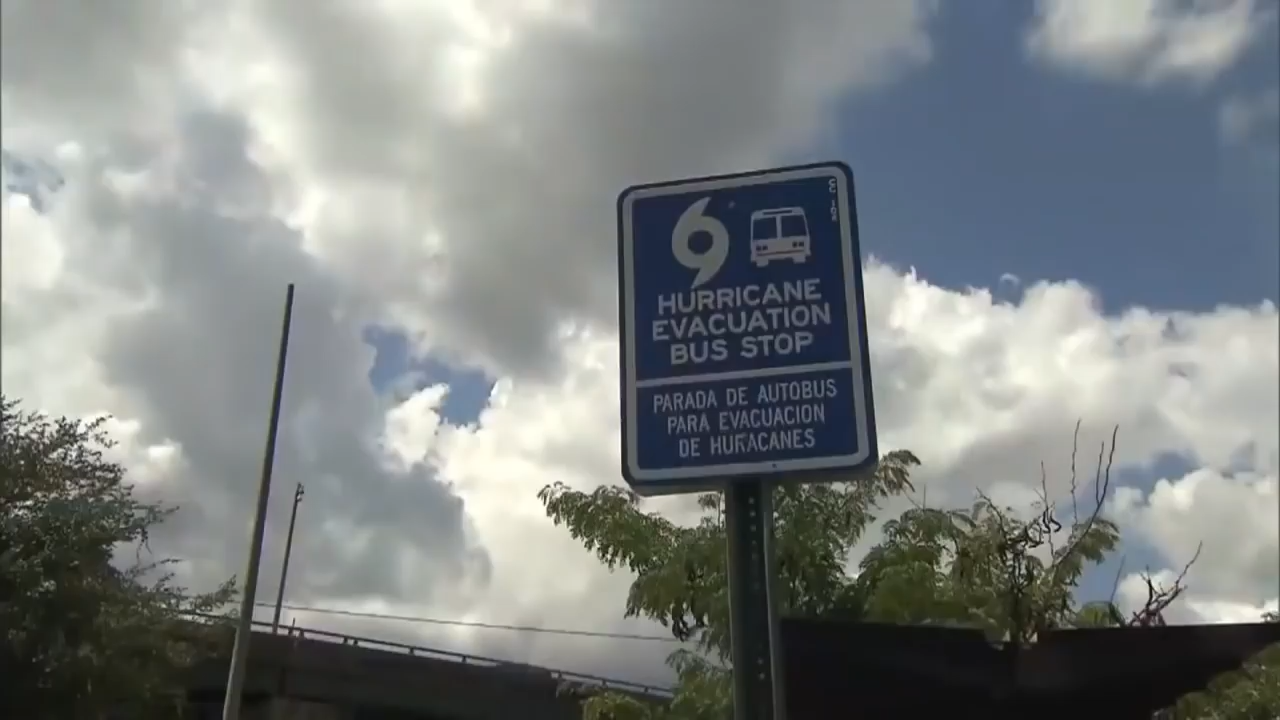 HURRICANE
EVACUATION
BUS STOP
PARADA DE AUTOBUS
PARA EVACUACION
DE HURACANES